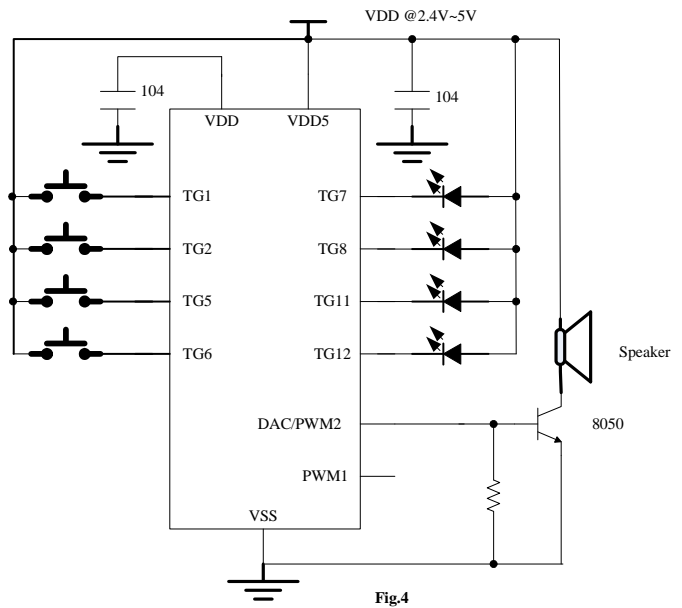 VDD @2.4V~5V
104
104
VDD
VDD5
TG1
TG7
TG2
TG8
TG5
TG11
TG6
TG12
Speaker
DAC/PWM2
8050
PWM1
VSS
Fig.4